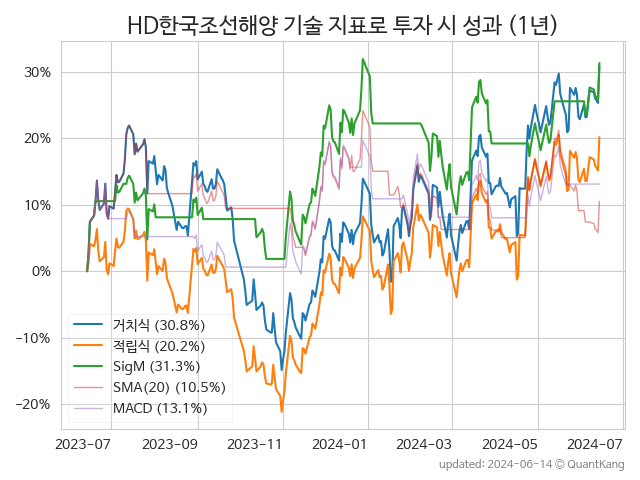 HD한국조선해양 기술 지표로 투자 시 성과 (1년)
30%
20%
10%
0%
−10%
−20%
거치식 (30.8%)
적립식 (20.2%)
SigM (31.3%)
SMA(20) (10.5%)
MACD (13.1%)
2023-07 2023-09 2023-11 2024-01 2024-03 2024-05 2024-07
updated: 2024-06-14 © QuantKang